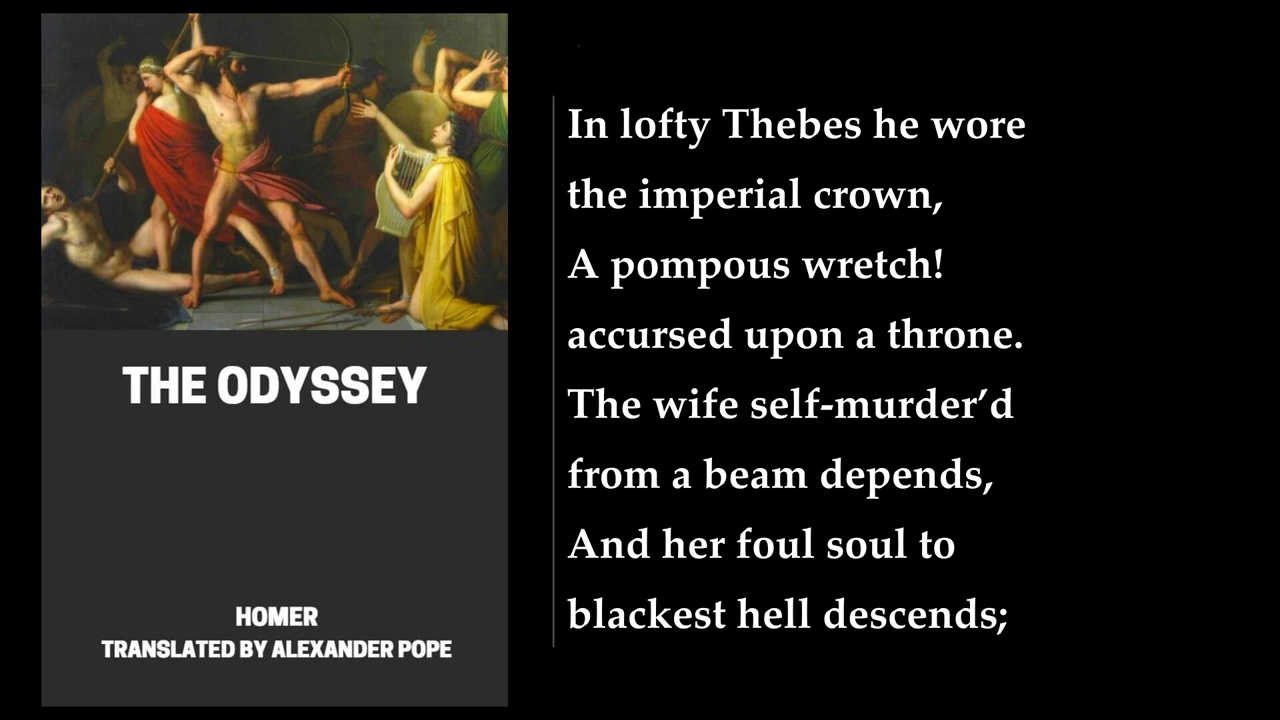 THE ODYSSEY
HOMER
TRANSLATED BY ALEXANDER POPE
In lofty Thebes he wore
the imperial crown,
A pompous wretch!
accursed upon a throne.
The wife self-murder’d
from a beam depends,
And her foul soul to
blackest hell descends;